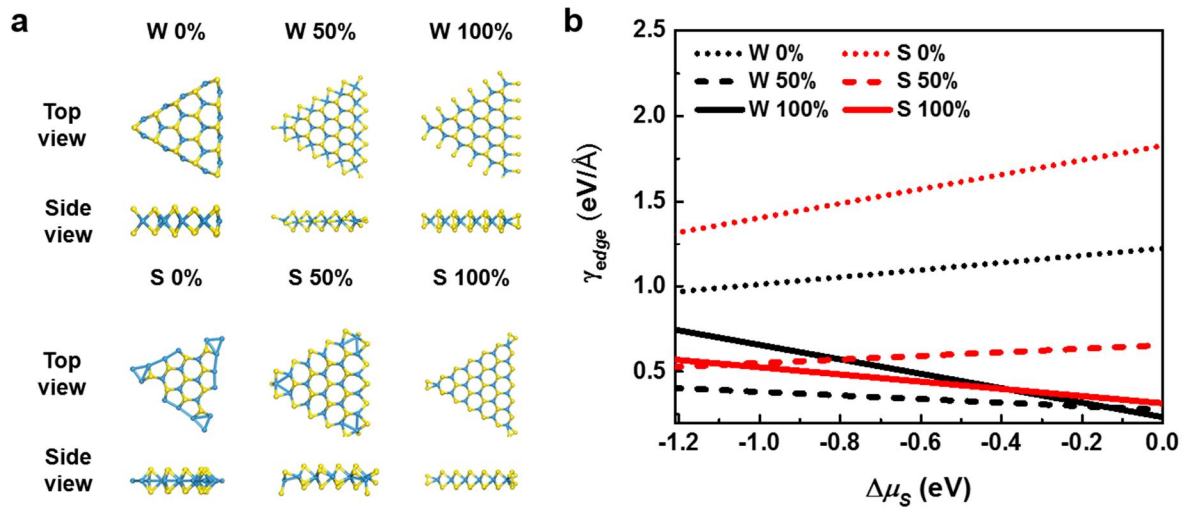 a
W 0% W 50% W 100%
Top
view
Side
view
S 0% S 50% S 100%
Top
view
Side
view
b
2.5
2.0
1.5
1.0
0.5
γedge (eV/Å)
W 0% S 0%
W 50% S 50%
W 100% S 100%
-1.2 -1.0 -0.8 -0.6 -0.4 -0.2 0.0
ΔμS (eV)